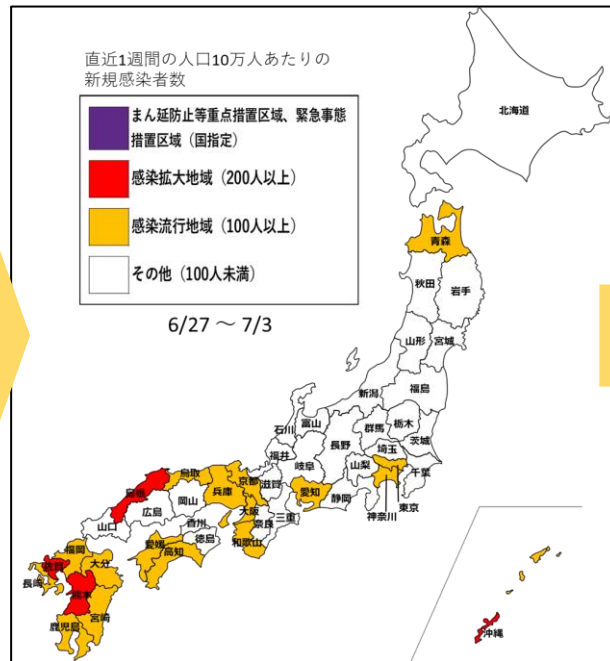 直近1週間の人口10万人あたりの
新規感染者数
まん延防止等重点措置区域、緊急事態
措置区域（国指定）
感染拡大地域（200人以上）
感染流行地域（100人以上）
その他（100人未満）
6/27 ～ 7/3
北海道
青森
秋田
岩手
山形
宮城
新潟
福島
石川
富山
群馬
栃木
茨城
福井
長野
埼玉
岐阜
山梨
千葉
鳥取
兵庫
京都
滋賀
愛知
静岡
東京
神奈川
島根
岡山
大阪
奈良
三重
広島
山口
香川
徳島
和歌山
愛媛
高知
福岡
佐賀
大分
長崎
熊本
宮崎
鹿児島
沖縄